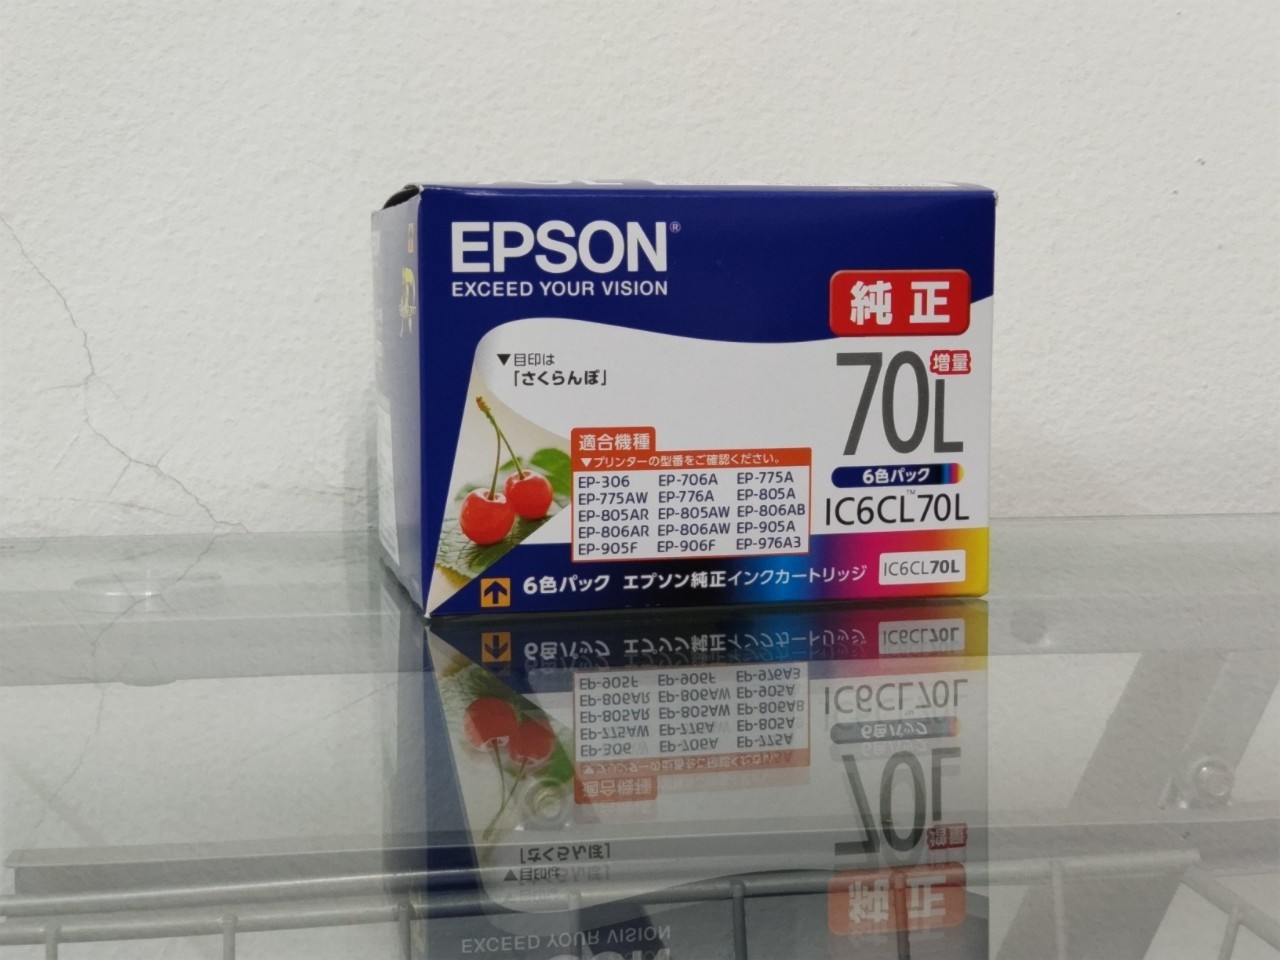 EPSON®
EXCEED YOUR VISION
純正
▼目印は
「さくらんぼ」
70L 増量
適合機種
▼プリンターの型番をご確認ください。
EP-306 EP-706A EP-775A
EP-775AW EP-776A EP-805A
EP-805AR EP-805AW EP-806AB
EP-806AR EP-806AW EP-905A
EP-905F EP-906F EP-976A3
6色パック
IC6CL™70L
6色パック エプソン純正インクカートリッジ IC6CL70L